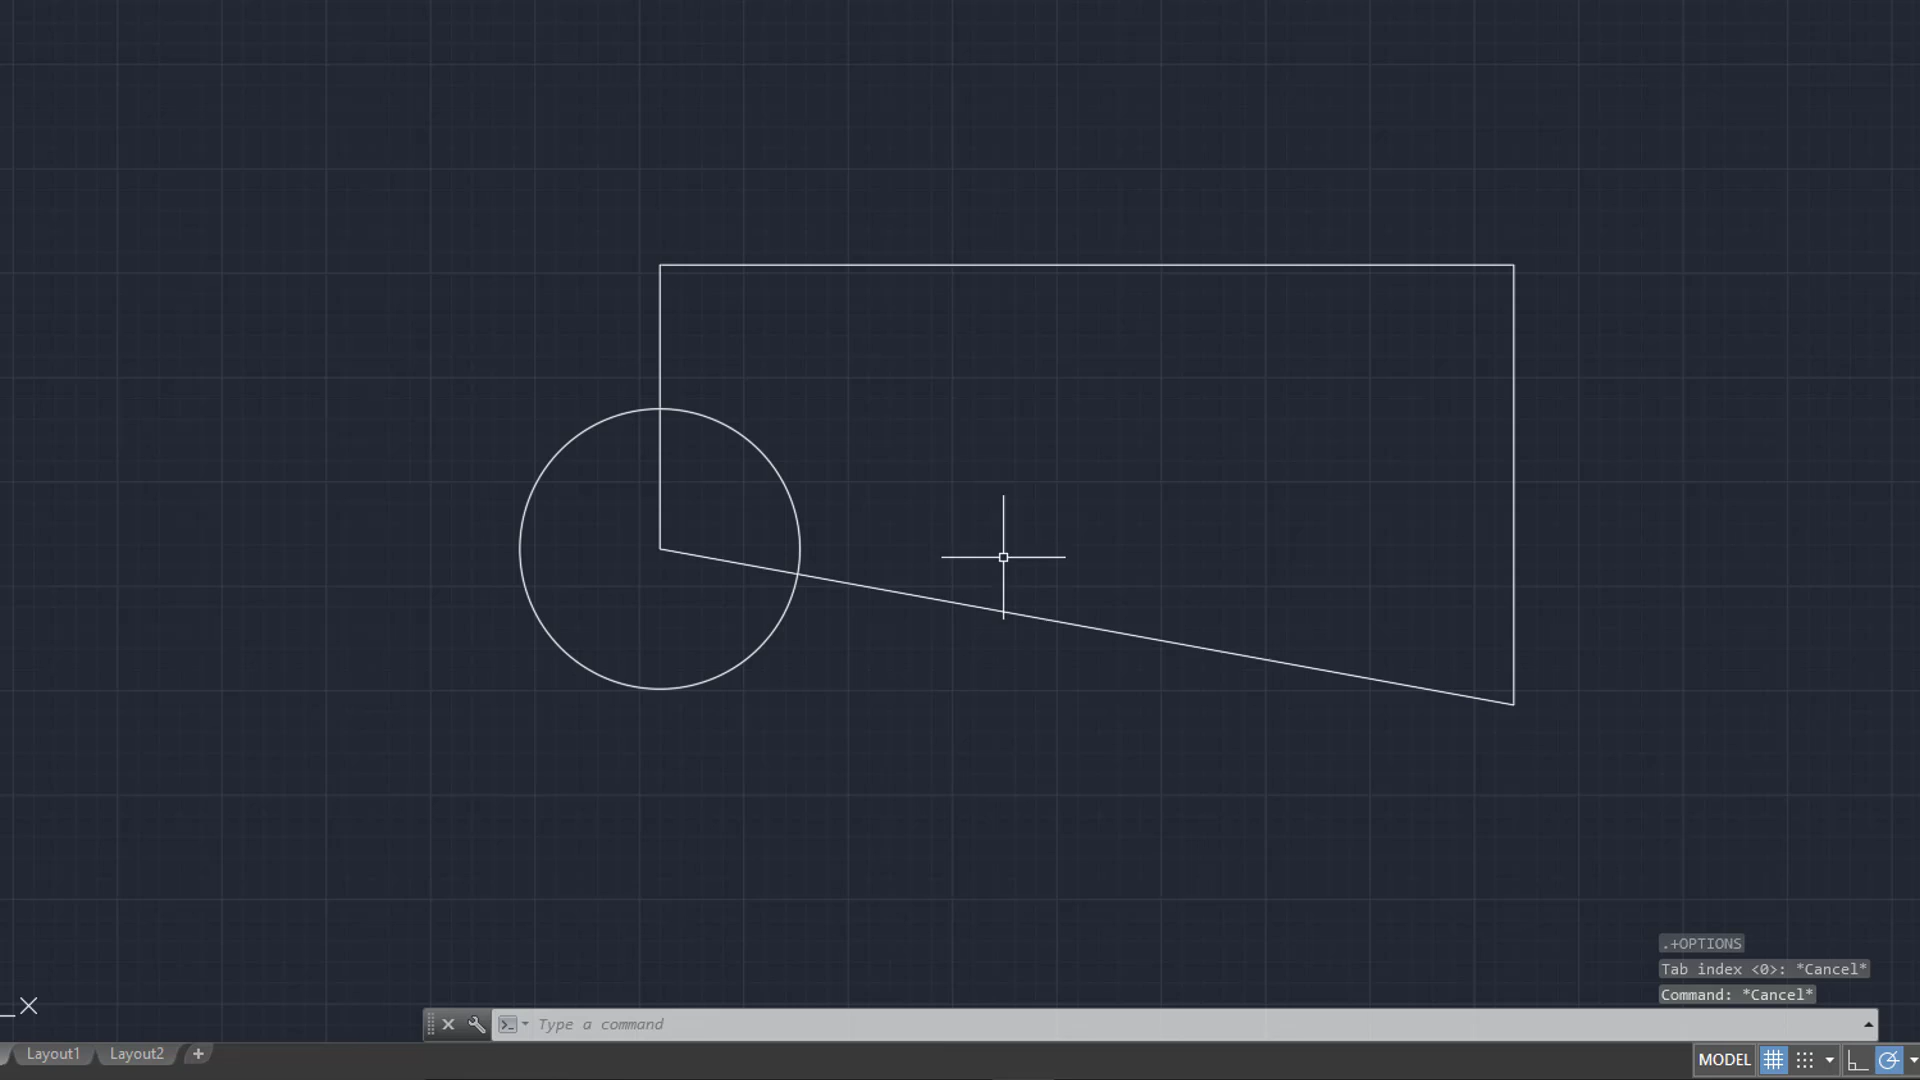 .+OPTIONS
Tab index <0>: *Cancel*
Command: *Cancel*
Type a command
Layout1 Layout2 +
MODEL